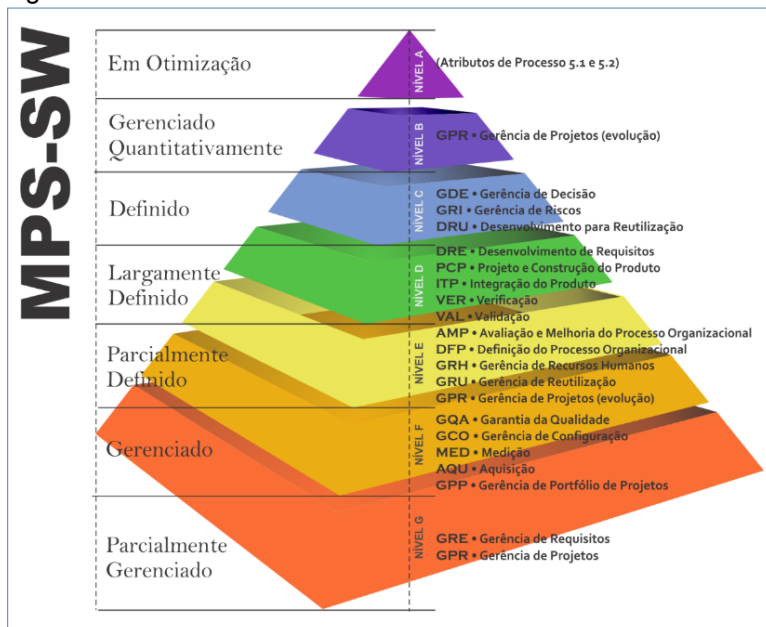 MPS-SW
Em Otimização
NÍVEL A
(Atributos de Processo 5.1 e 5.2)
Gerenciado
Quantitativamente
NÍVEL B
GPR • Gerência de Projetos (evolução)
Definido
NÍVEL C
GDE • Gerência de Decisão
GRI • Gerência de Riscos
DRU • Desenvolvimento para Reutilização
Largamente
Definido
NÍVEL D
DRE • Desenvolvimento de Requisitos
PCP • Projeto e Construção do Produto
ITP • Integração do Produto
VER • Verificação
VAL • Validação
Parcialmente
Definido
NÍVEL E
AMP • Avaliação e Melhoria do Processo Organizacional
DFP • Definição do Processo Organizacional
GRH • Gerência de Recursos Humanos
GRU • Gerência de Reutilização
GPR • Gerência de Projetos (evolução)
Gerenciado
NÍVEL F
GQA • Garantia da Qualidade
GCO • Gerência de Configuração
MED • Medição
AQU • Aquisição
GPP • Gerência de Portfólio de Projetos
Parcialmente
Gerenciado
NÍVEL G
GRE • Gerência de Requisitos
GPR • Gerência de Projetos